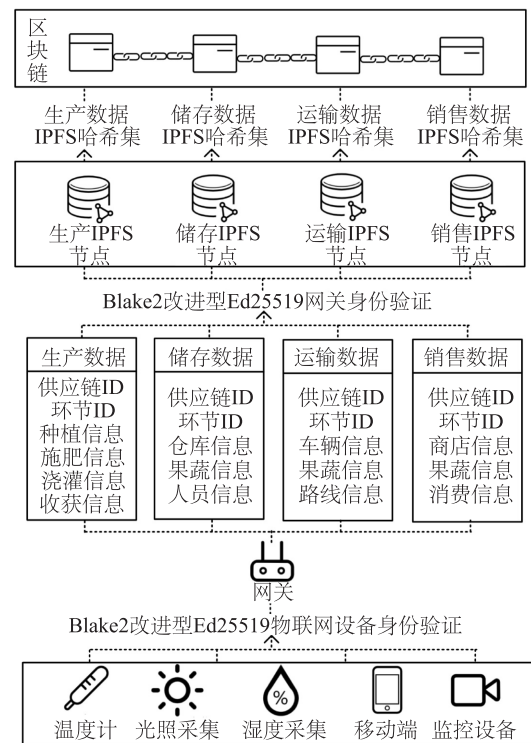 区
块
链
生产数据
IPFS哈希集
储存数据
IPFS哈希集
运输数据
IPFS哈希集
销售数据
IPFS哈希集
生产IPFS
节点
储存IPFS
节点
运输IPFS
节点
销售IPFS
节点
Blake2改进型Ed25519网关身份验证
生产数据
供应链ID
环节ID
种植信息
施肥信息
浇灌信息
收获信息
储存数据
供应链ID
环节ID
仓库信息
果蔬信息
人员信息
运输数据
供应链ID
环节ID
车辆信息
果蔬信息
路线信息
销售数据
供应链ID
环节ID
商店信息
果蔬信息
消费信息
网关
Blake2改进型Ed25519物联网设备身份验证
%
温度计
光照采集
湿度采集
移动端
监控设备